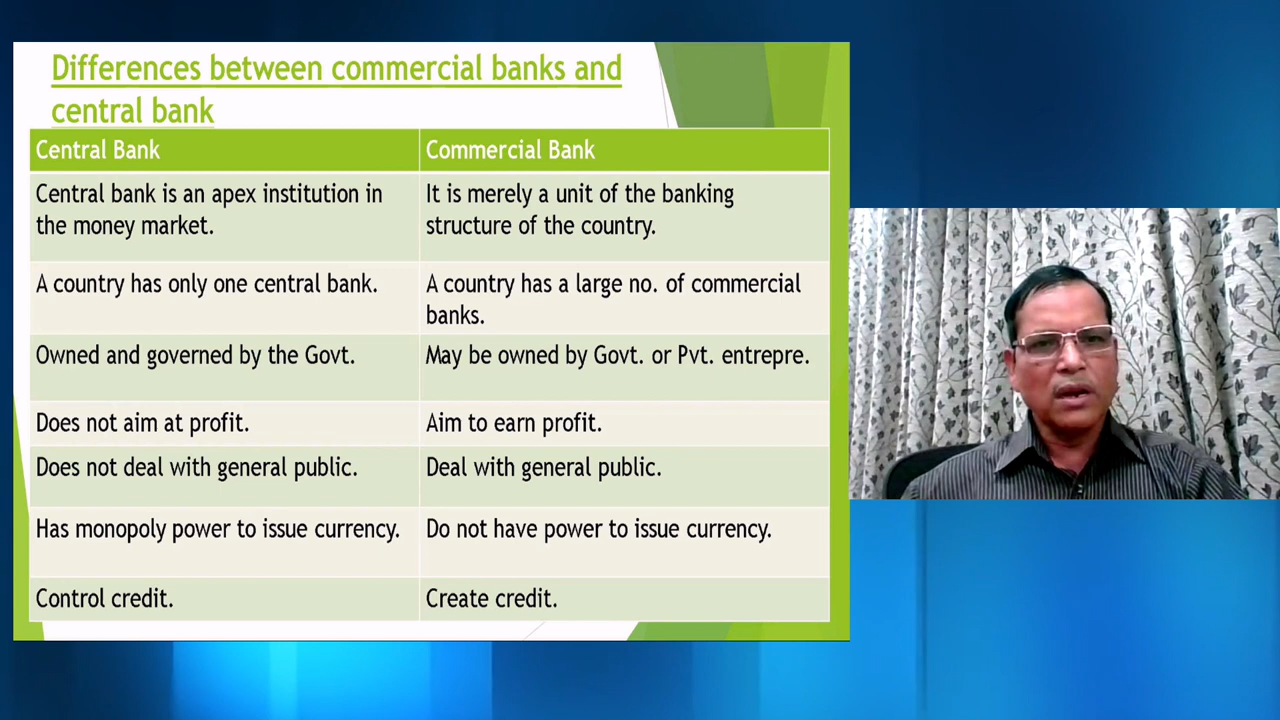 Differences between commercial banks and
central bank
Central Bank
Commercial Bank
Central bank is an apex institution in
the money market.
It is merely a unit of the banking
structure of the country.
A country has only one central bank.
A country has a large no. of commercial
banks.
Owned and governed by the Govt.
May be owned by Govt. or Pvt. entrepre.
Does not aim at profit.
Aim to earn profit.
Does not deal with general public.
Deal with general public.
Has monopoly power to issue currency.
Do not have power to issue currency.
Control credit.
Create credit.